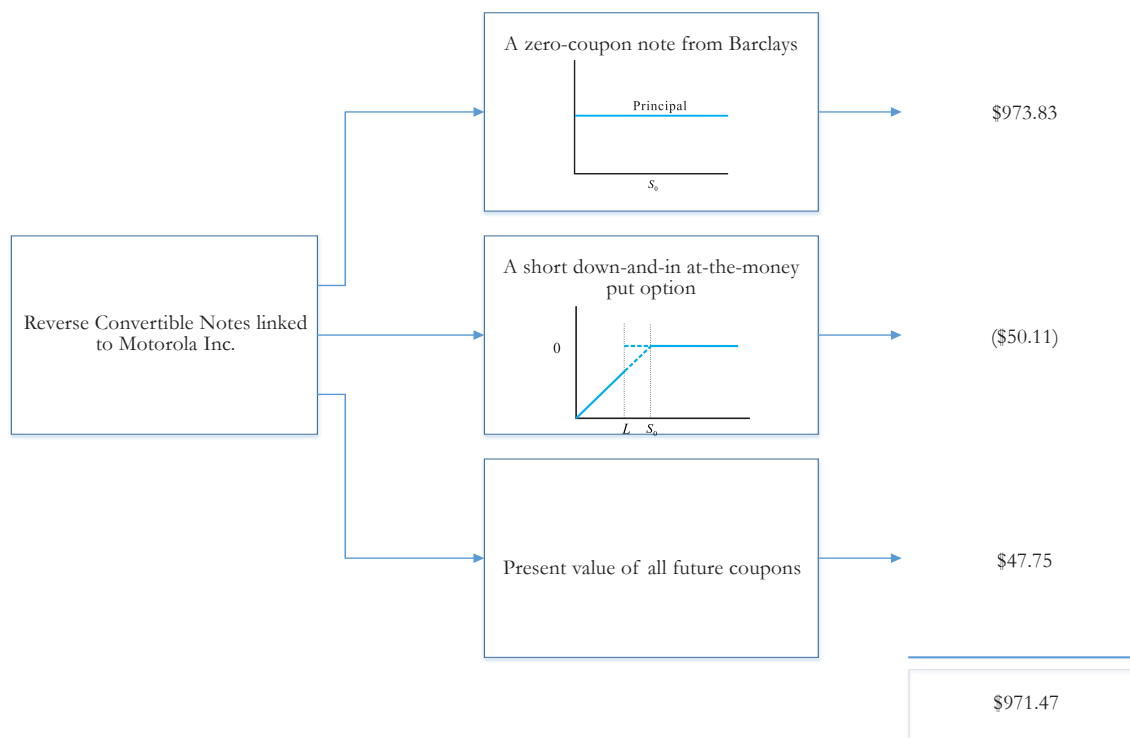 A zero-coupon note from Barclays
Principal
S₀
$973.83
Reverse Convertible Notes linked
to Motorola Inc.
A short down-and-in at-the-money
put option
0
L S₀
($50.11)
Present value of all future coupons
$47.75
$971.47